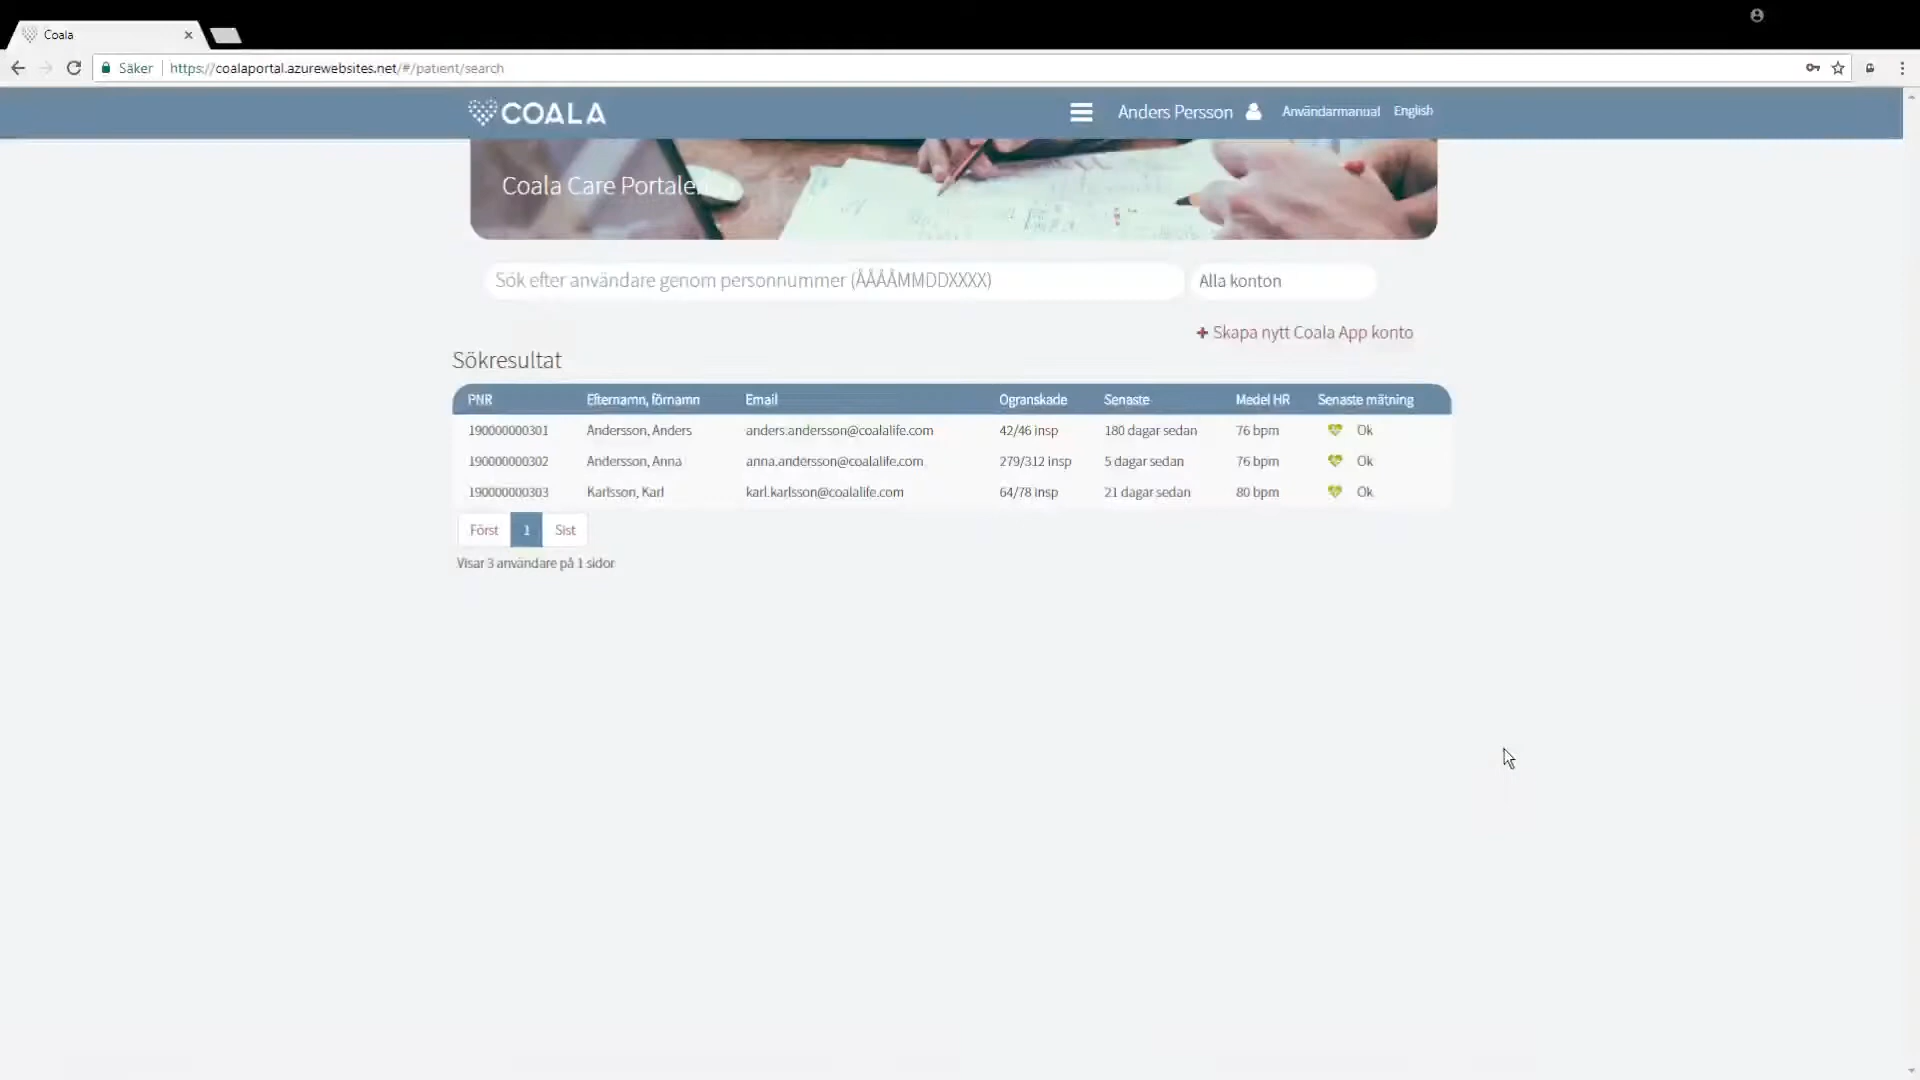 Coala
Säker
https://coalaportal.azurewebsites.net/#/patient/search
COALA
Anders Persson
Användarmanual
English
Coala Care Portalen
Sök efter användare genom personnummer (ÅÅÅÅMMDDXXXX)
Alla konton
+ Skapa nytt Coala App konto
Sökresultat
PNR Efternamn, förnamn Email Ogranskade Senaste Medel HR Senaste mätning
190000000301 Andersson, Anders anders.andersson@coalalife.com 42/46 insp 180 dagar sedan 76 bpm Ok
190000000302 Andersson, Anna anna.andersson@coalalife.com 279/312 insp 5 dagar sedan 76 bpm Ok
190000000303 Karlsson, Karl karl.karlsson@coalalife.com 64/78 insp 21 dagar sedan 80 bpm Ok
Först 1 Sist
Visar 3 användare på 1 sidor